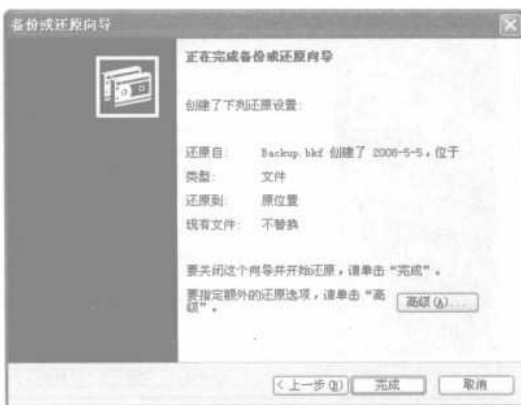 备份或还原向导
正在完成备份或还原向导
创建了下列还原设置:
还原自: Backup.bkf 创建了 2008-5-5，位于
类型: 文件
还原到: 原位置
现有文件: 不替换
要关闭这个向导并开始还原，请单击“完成”。
要指定额外的还原选项，请单击“高
级”。
高级(A)...
< 上一步(B)
完成
取消